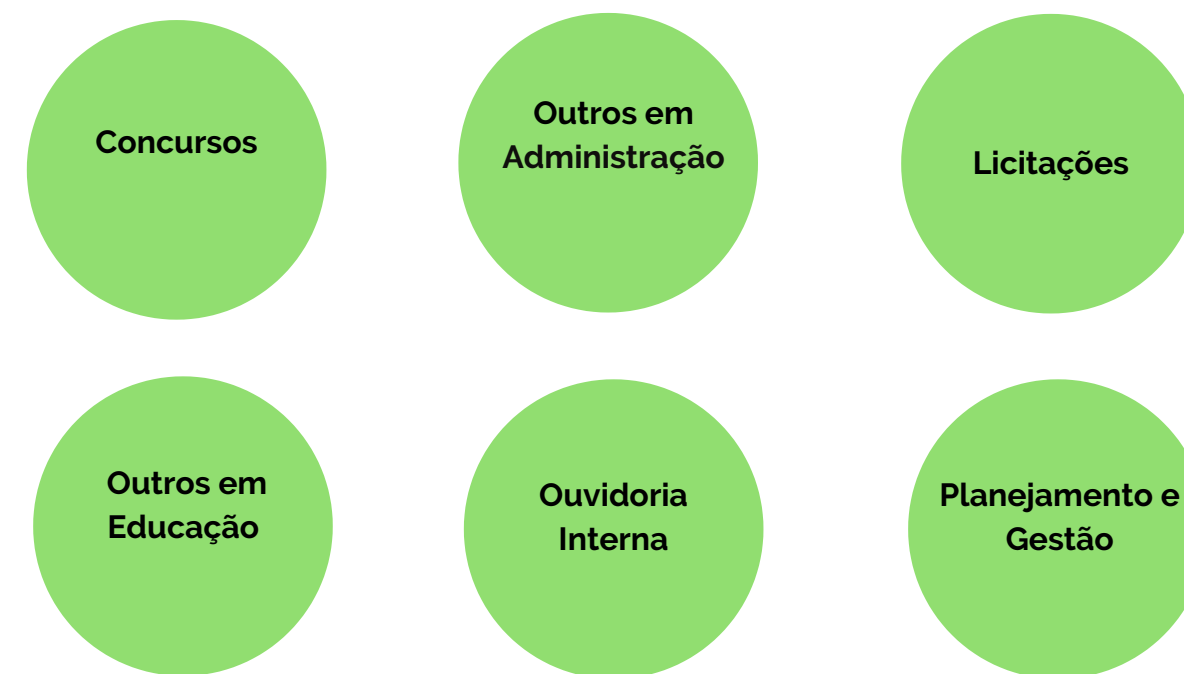 Concursos
Outros em
Administração
Licitações
Outros em
Educação
Ouvidoria
Interna
Planejamento e
Gestão